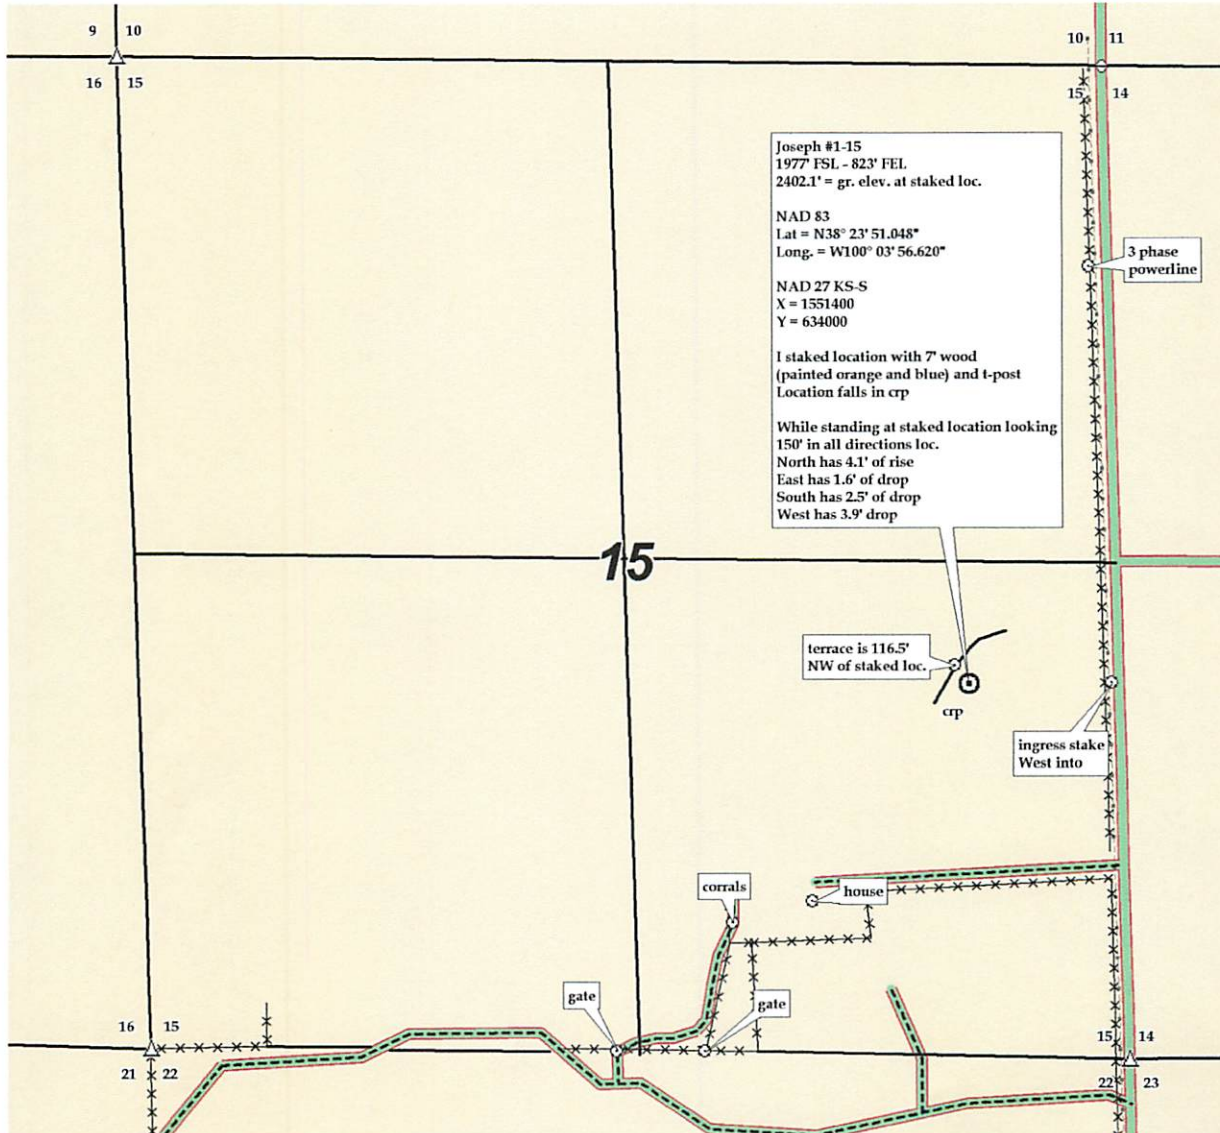 9 10
10 11
16 15
15 14
Joseph #1-15
1977' FSL - 823' FEL
2402.1' = gr. elev. at staked loc.
NAD 83
Lat = N38° 23' 51.048"
Long. = W100° 03' 56.620"
NAD 27 KS-S
X = 1551400
Y = 634000
I staked location with 7' wood
(painted orange and blue) and t-post
Location falls in crp
While standing at staked location looking
150' in all directions loc.
North has 4.1' of rise
East has 1.6' of drop
South has 2.5' of drop
West has 3.9' drop
3 phase
powerline
15
terrace is 116.5'
NW of staked loc.
crp
ingress stake
West into
corrals
house
gate
gate
16 15
15 14
21 22
22 23